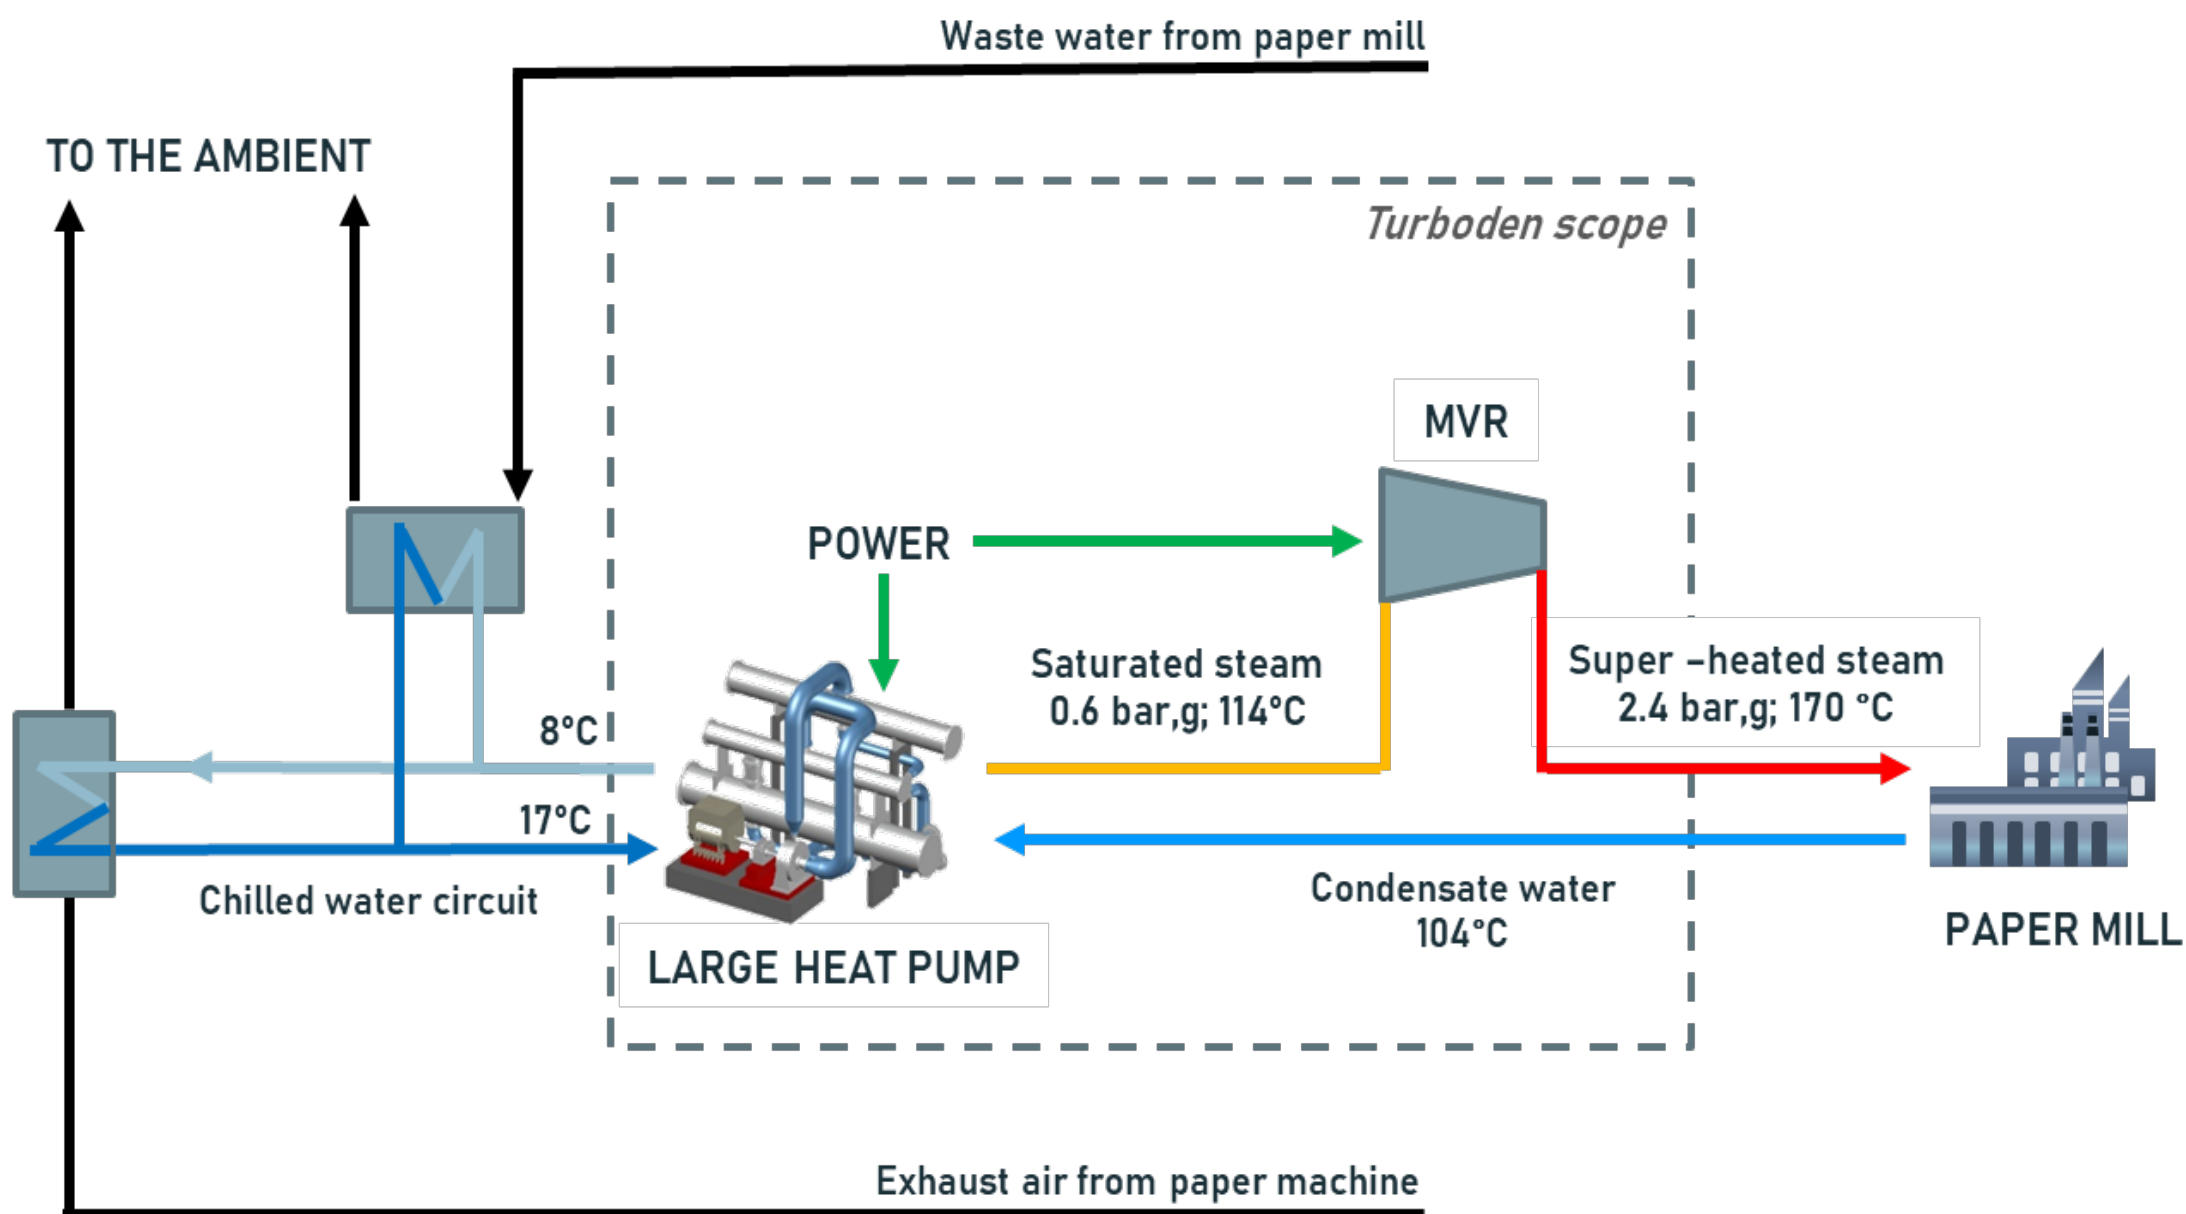 Waste water from paper mill
TO THE AMBIENT
Turboden scope
MVR
POWER
Saturated steam
0.6 bar,g; 114°C
Super –heated steam
2.4 bar,g; 170 °C
8°C
17°C
Chilled water circuit
Condensate water
104°C
LARGE HEAT PUMP
PAPER MILL
Exhaust air from paper machine